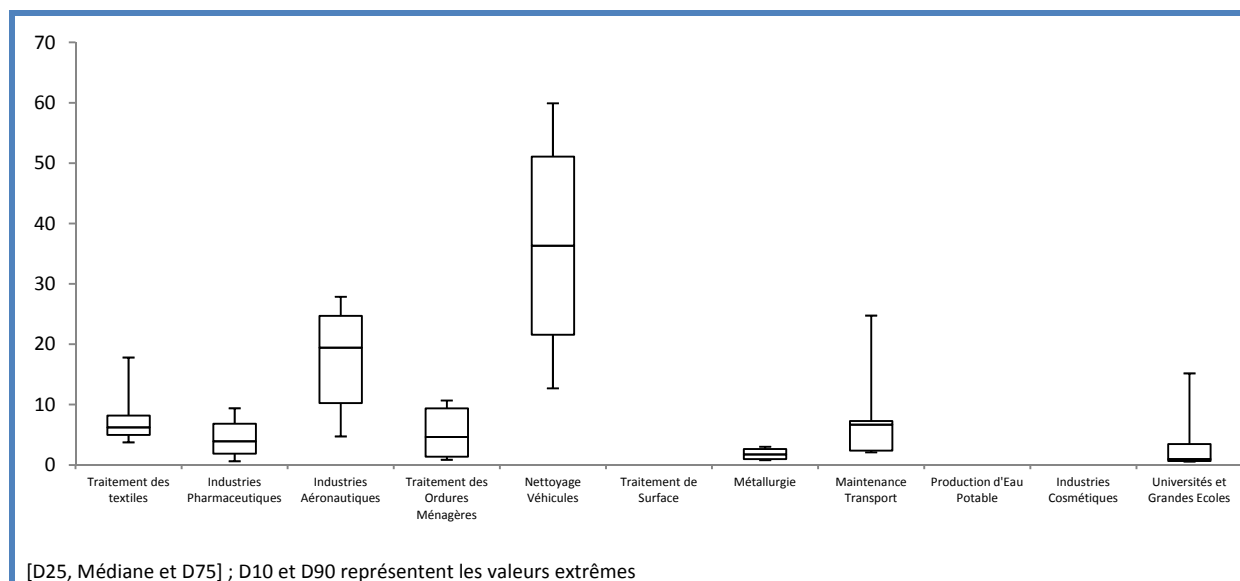 70
60
50
40
30
20
10
0
Traitement des
textiles
Industries
Pharmaceutiques
Industries
Aéronautiques
Traitement des
Ordures
Ménagères
Nettoyage
Véhicules
Traitement de
Surface
Métallurgie
Maintenance
Transport
Production d'Eau
Potable
Industries
Cosmétiques
Universités et
Grandes Ecoles
[D25, Médiane et D75] ; D10 et D90 représentent les valeurs extrêmes